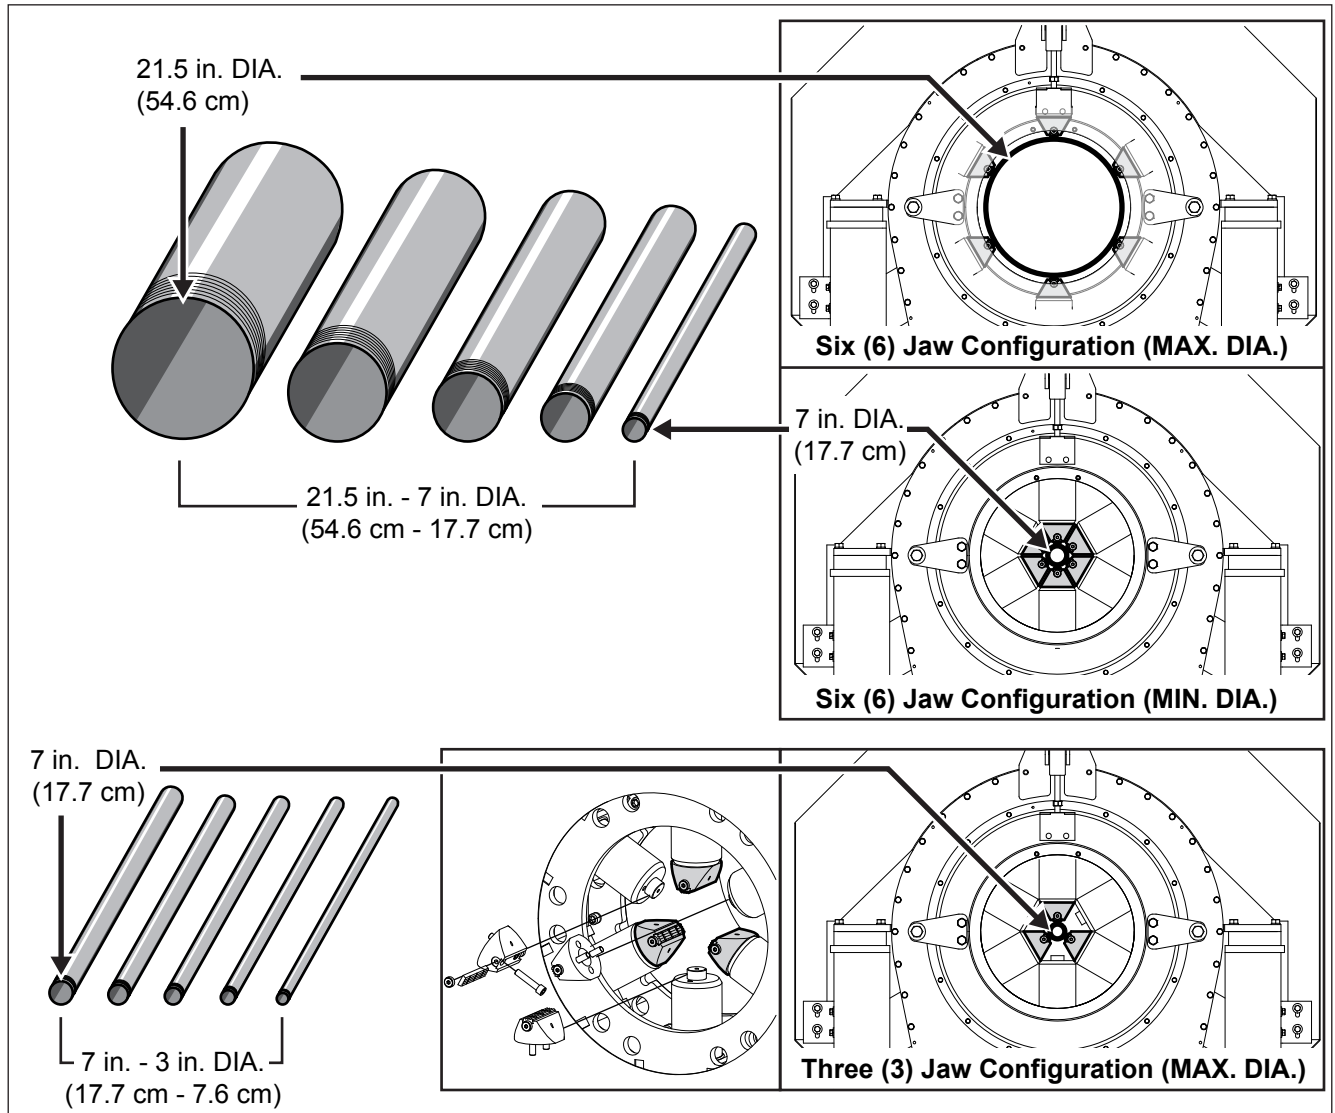 21.5 in. DIA.
(54.6 cm)
Six (6) Jaw Configuration (MAX. DIA.)
7 in. DIA.
(17.7 cm)
21.5 in. - 7 in. DIA.
(54.6 cm - 17.7 cm)
Six (6) Jaw Configuration (MIN. DIA.)
7 in. DIA.
(17.7 cm)
7 in. - 3 in. DIA.
(17.7 cm - 7.6 cm)
Three (3) Jaw Configuration (MAX. DIA.)